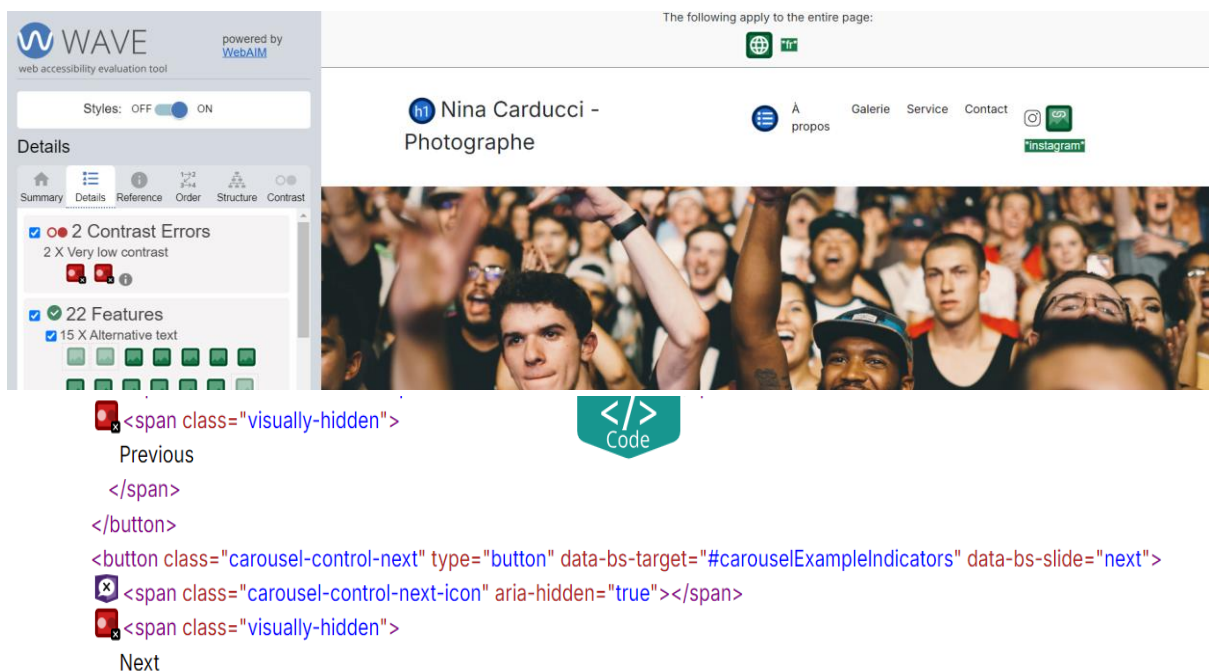 WAVE
powered by
WebAIM
web accessibility evaluation tool
Styles: OFF ON
Details
Summary Details Reference Order Structure Contrast
2 Contrast Errors
2 X Very low contrast
22 Features
15 X Alternative text
The following apply to the entire page:
*fr*
h1 Nina Carducci -
Photographe
À
propos
Galerie Service Contact
*instagram*
</>
Code
<span class="visually-hidden">
Previous
</span>
</button>
<button class="carousel-control-next" type="button" data-bs-target="#carouselExampleIndicators" data-bs-slide="next">
<span class="carousel-control-next-icon" aria-hidden="true"></span>
<span class="visually-hidden">
Next